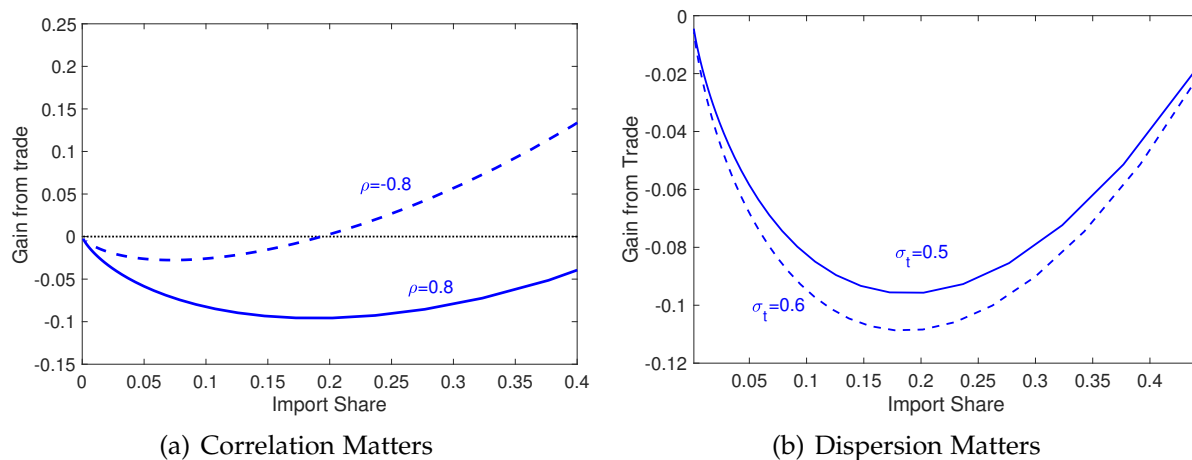 0.25
0.2
0.15
0.1
0.05
0
-0.05
-0.1
-0.15
Gain from trade
ρ=-0.8
ρ=0.8
0 0.05 0.1 0.15 0.2 0.25 0.3 0.35 0.4
Import Share
(a) Correlation Matters
0
-0.02
-0.04
-0.06
-0.08
-0.1
-0.12
Gain from Trade
σt=0.5
σt=0.6
0.05 0.1 0.15 0.2 0.25 0.3 0.35 0.4
Import Share
(b) Dispersion Matters